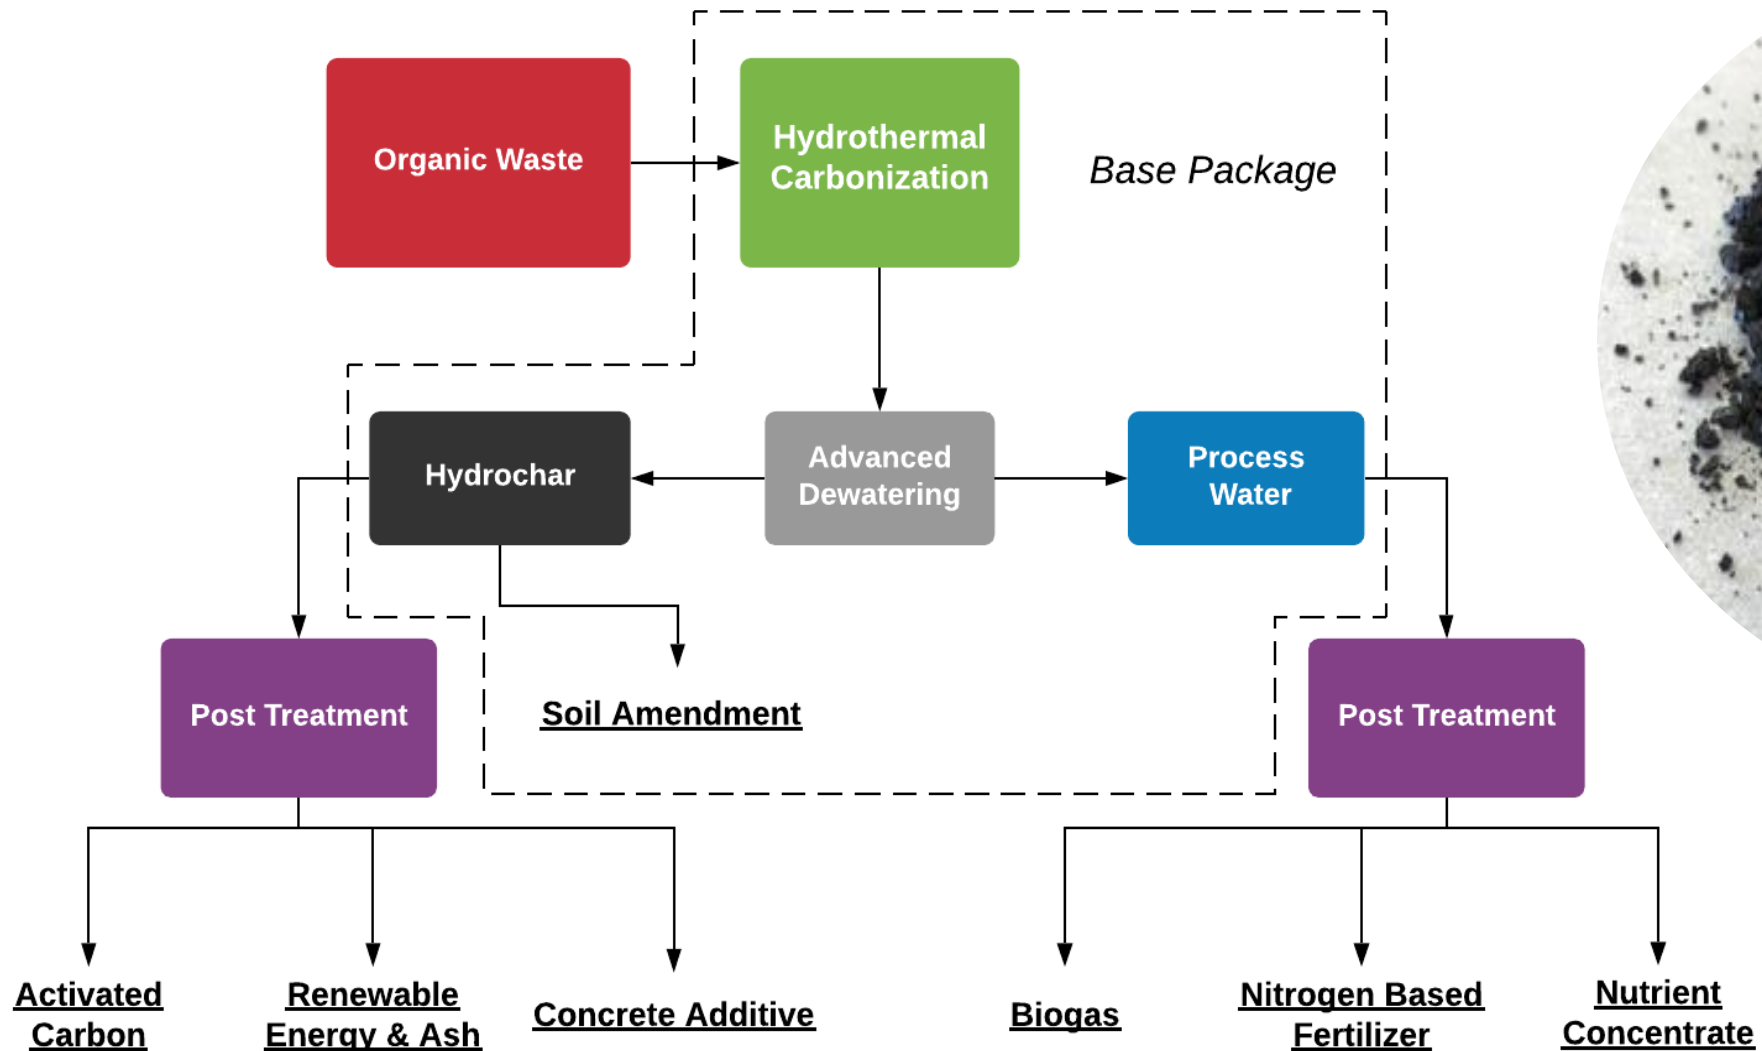 Organic Waste
Hydrothermal
Carbonization
Base Package
Hydrochar
Advanced
Dewatering
Process
Water
Post Treatment
Soil Amendment
Post Treatment
Activated
Carbon
Renewable
Energy & Ash
Concrete Additive
Biogas
Nitrogen Based
Fertilizer
Nutrient
Concentrate